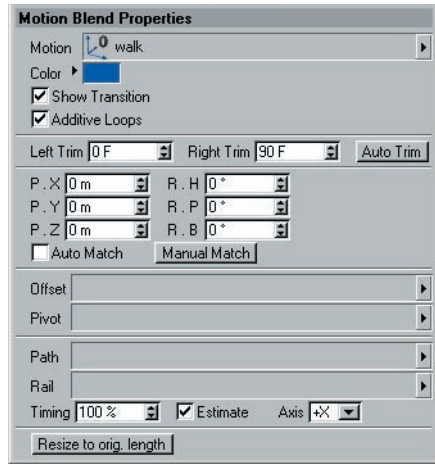 Motion Blend Properties
Motion walk
Color
Show Transition
Additive Loops
Left Trim 0 F Right Trim 90 F Auto Trim
P . X 0 m R . H 0 °
P . Y 0 m R . P 0 °
P . Z 0 m R . B 0 °
Auto Match Manual Match
Offset
Pivot
Path
Rail
Timing 100 % Estimate Axis +X
Resize to orig. length